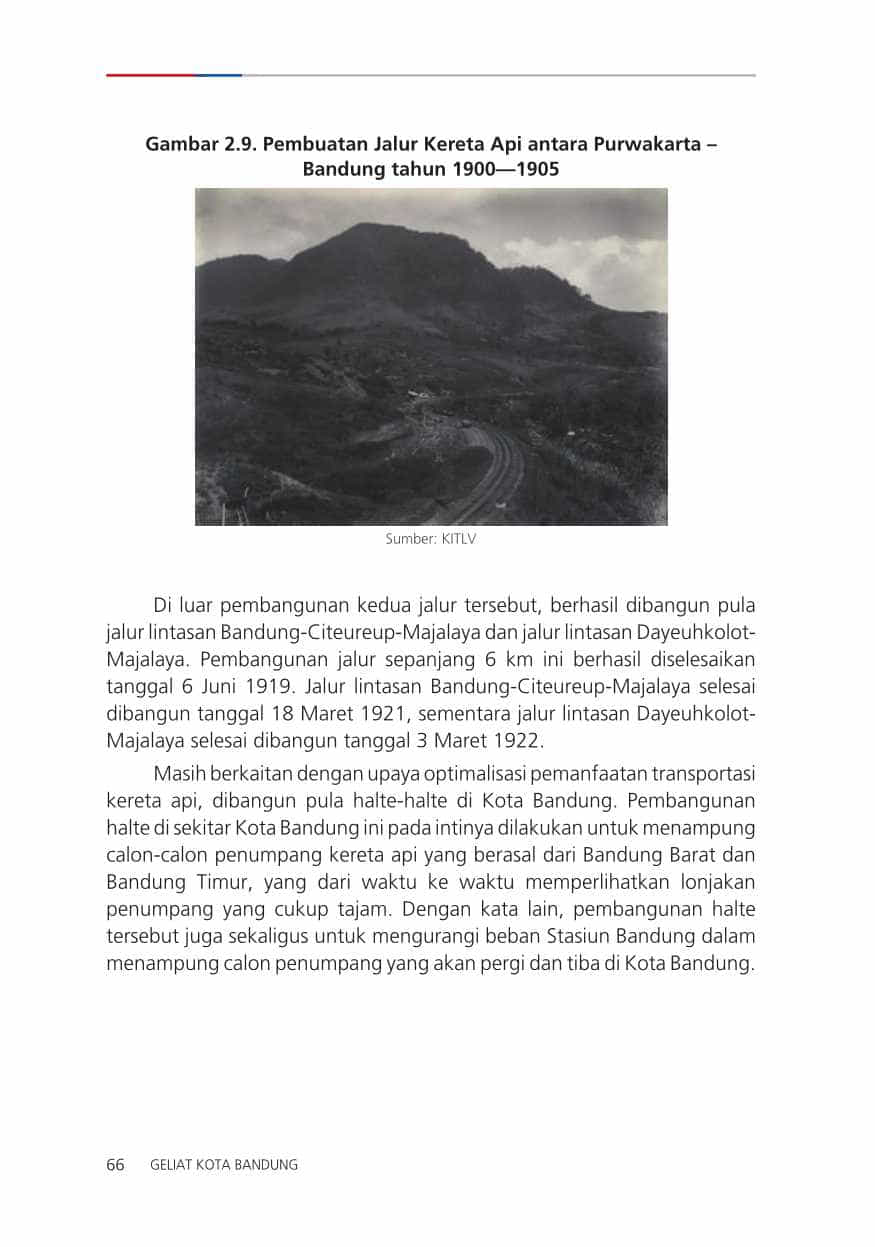 Gambar 2.9. Pembuatan Jalur Kereta Api antara Purwakarta –
Bandung tahun 1900—1905
Sumber: KITLV
Di luar pembangunan kedua jalur tersebut, berhasil dibangun pula
jalur lintasan Bandung-Citeureup-Majalaya dan jalur lintasan Dayeuhkolot-
Majalaya. Pembangunan jalur sepanjang 6 km ini berhasil diselesaikan
tanggal 6 Juni 1919. Jalur lintasan Bandung-Citeureup-Majalaya selesai
dibangun tanggal 18 Maret 1921, sementara jalur lintasan Dayeuhkolot-
Majalaya selesai dibangun tanggal 3 Maret 1922.
Masih berkaitan dengan upaya optimalisasi pemanfaatan transportasi
kereta api, dibangun pula halte-halte di Kota Bandung. Pembangunan
halte di sekitar Kota Bandung ini pada intinya dilakukan untuk menampung
calon-calon penumpang kereta api yang berasal dari Bandung Barat dan
Bandung Timur, yang dari waktu ke waktu memperlihatkan lonjakan
penumpang yang cukup tajam. Dengan kata lain, pembangunan halte
tersebut juga sekaligus untuk mengurangi beban Stasiun Bandung dalam
menampung calon penumpang yang akan pergi dan tiba di Kota Bandung.
66 GELIAT KOTA BANDUNG